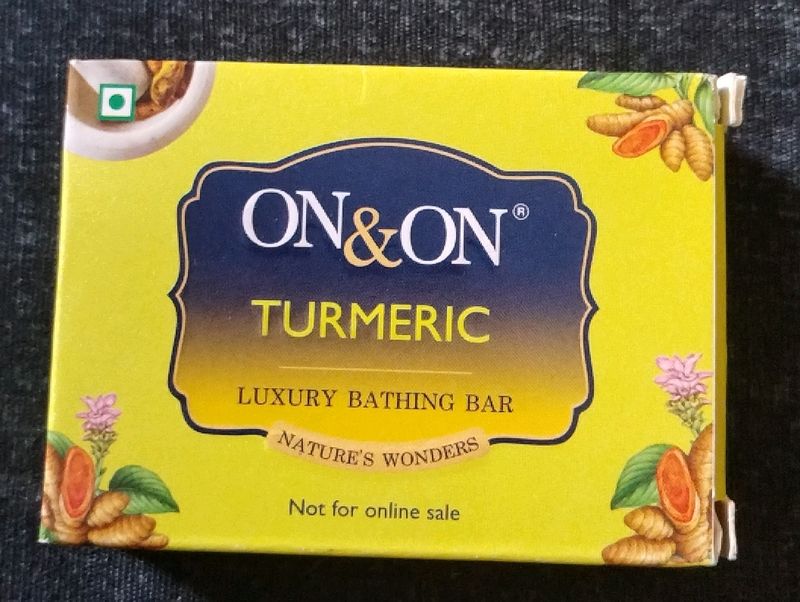 ON&ON®
TURMERIC
LUXURY BATHING BAR
NATURE'S WONDERS
Not for online sale